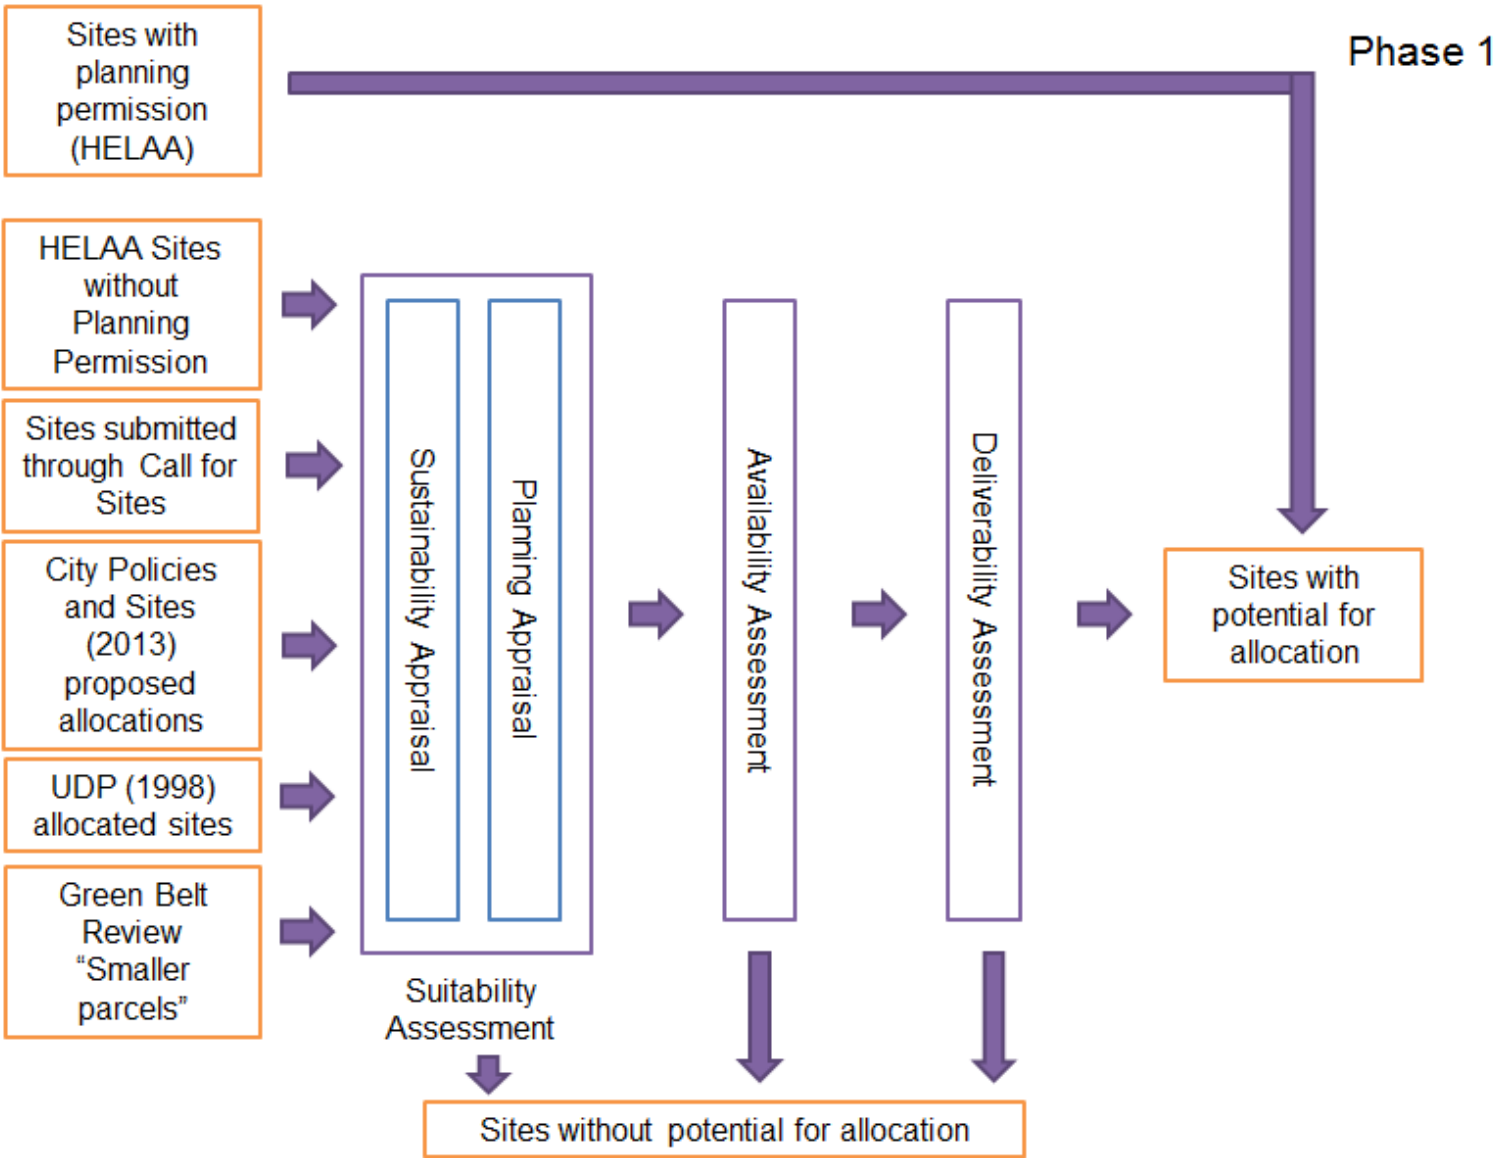 Sites with
planning
permission
(HELAA)
Phase 1
HELAA Sites
without
Planning
Permission
Sites submitted
through Call for
Sites
City Policies
and Sites
(2013)
proposed
allocations
UDP (1998)
allocated sites
Green Belt
Review
“Smaller
parcels”
Sustainability Appraisal
Planning Appraisal
Suitability
Assessment
Availability Assessment
Deliverability Assessment
Sites with
potential for
allocation
Sites without potential for allocation